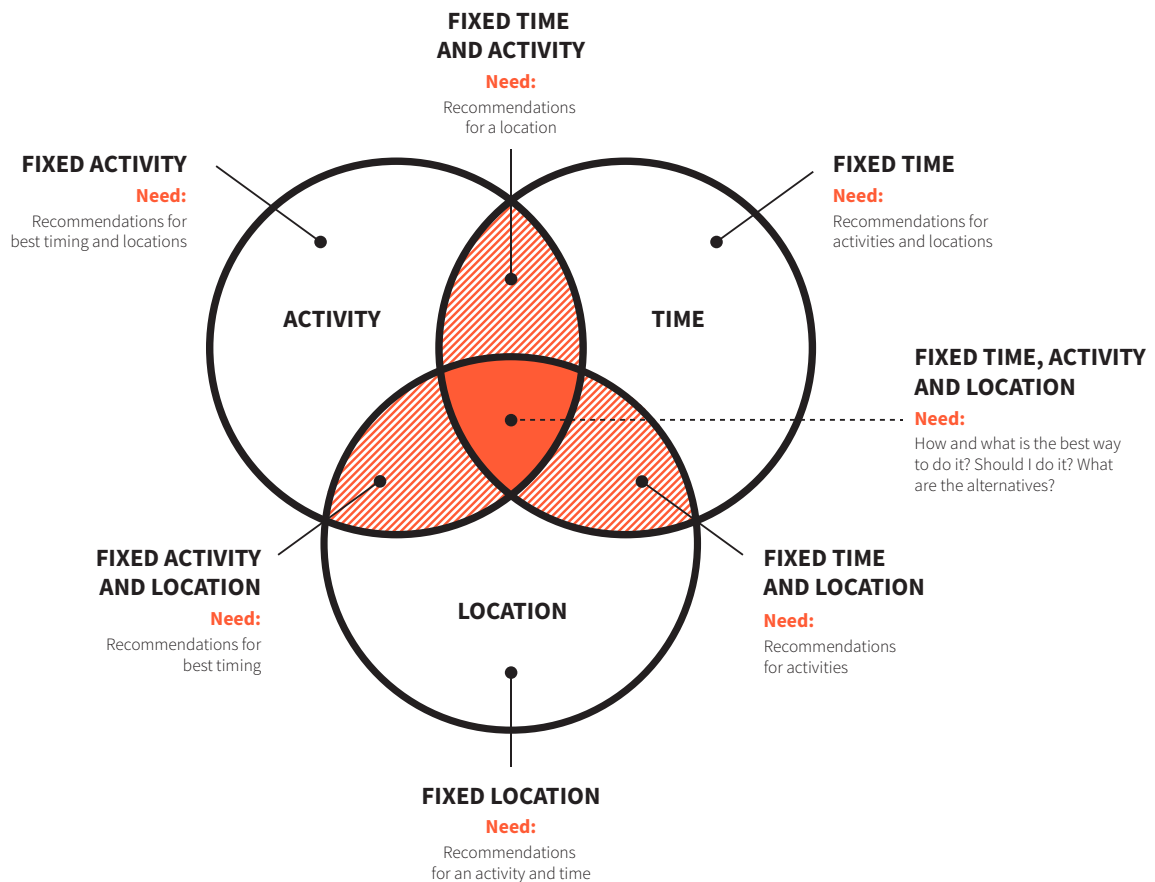 FIXED TIME
AND ACTIVITY
Need:
Recommendations
for a location
FIXED ACTIVITY
Need:
Recommendations for
best timing and locations
FIXED TIME
Need:
Recommendations for
activities and locations
ACTIVITY
TIME
FIXED TIME, ACTIVITY
AND LOCATION
Need:
How and what is the best way
to do it? Should I do it? What
are the alternatives?
FIXED ACTIVITY
AND LOCATION
Need:
Recommendations for
best timing
LOCATION
FIXED TIME
AND LOCATION
Need:
Recommendations
for activities
FIXED LOCATION
Need:
Recommendations
for an activity and time